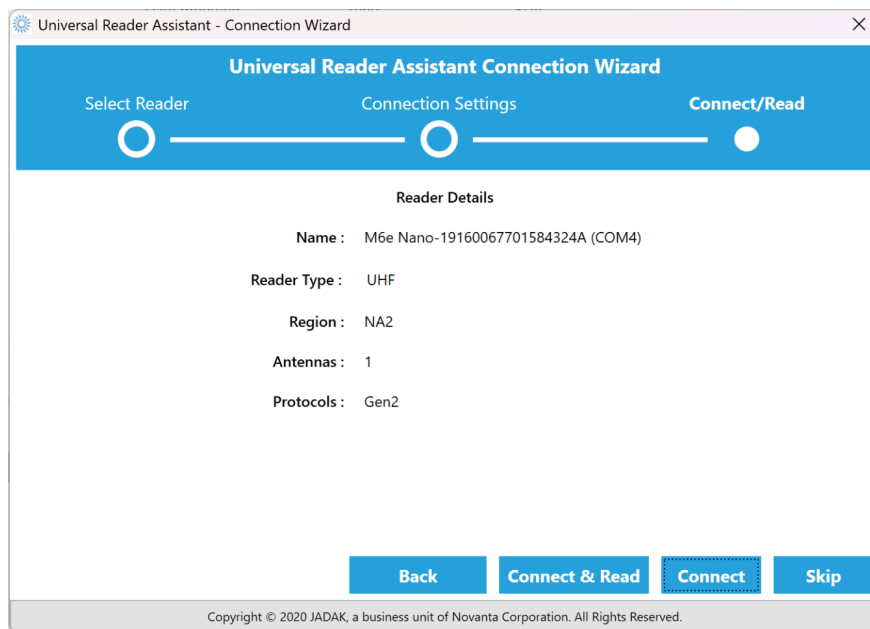 Universal Reader Assistant - Connection Wizard
Universal Reader Assistant Connection Wizard
Select Reader Connection Settings Connect/Read
Reader Details
Name : M6e Nano-19160067701584324A (COM4)
Reader Type : UHF
Region : NA2
Antennas : 1
Protocols : Gen2
Back Connect & Read Connect Skip
Copyright © 2020 JADAK, a business unit of Novanta Corporation. All Rights Reserved.